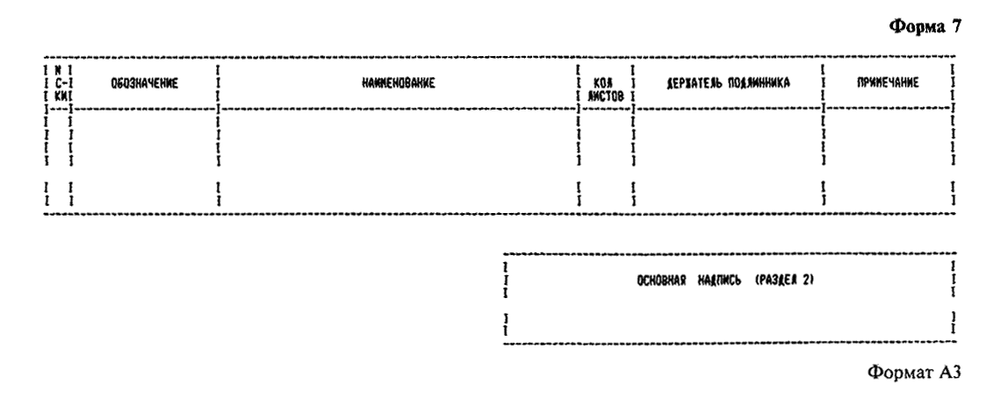 Форма 7
N
С-
КИ
ОБОЗНАЧЕНИЕ
НАИМЕНОВАНИЕ
КОЛ
ЛИСТОВ
ДЕРЖАТЕЛЬ ПОДЛИННИКА
ПРИМЕЧАНИЕ
ОСНОВНАЯ НАДПИСЬ (РАЗДЕЛ 2)
Формат А3